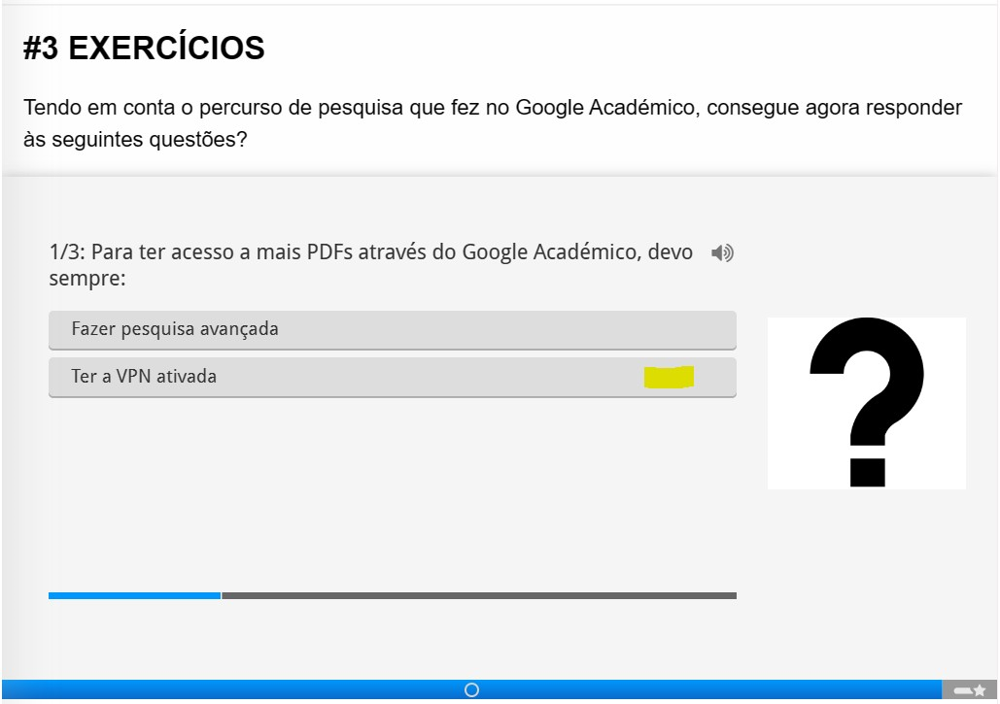 #3 EXERCÍCIOS
Tendo em conta o percurso de pesquisa que fez no Google Académico, consegue agora responder
às seguintes questões?
1/3: Para ter acesso a mais PDFs através do Google Académico, devo
sempre:
Fazer pesquisa avançada
Ter a VPN ativada